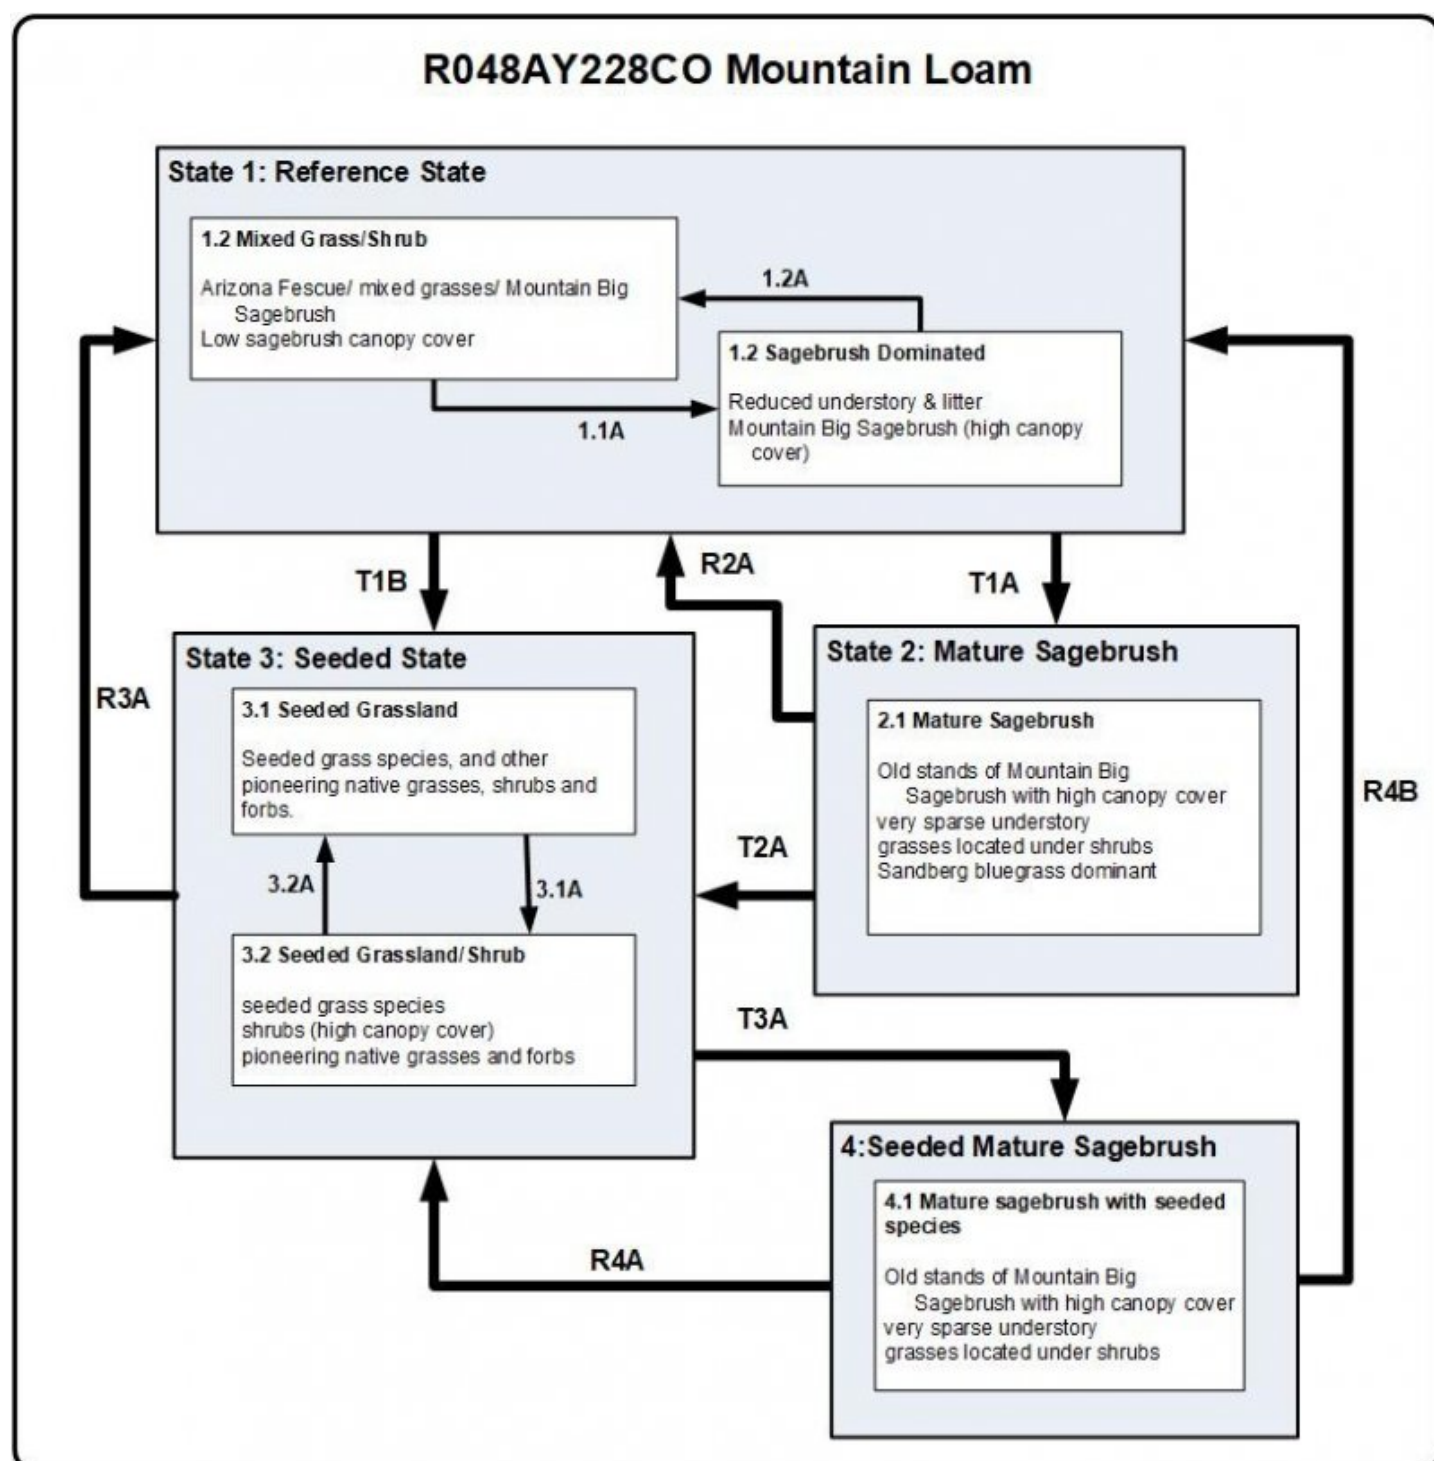 R048AY228CO Mountain Loam
State 1: Reference State
1.2 Mixed Grass/Shrub
Arizona Fescue/ mixed grasses/ Mountain Big
Sagebrush
Low sagebrush canopy cover
1.2A
1.2 Sagebrush Dominated
Reduced understory & litter
Mountain Big Sagebrush (high canopy
cover)
1.1A
T1B
R2A
T1A
State 3: Seeded State
3.1 Seeded Grassland
Seeded grass species, and other
pioneering native grasses, shrubs and
forbs.
3.2A
3.1A
3.2 Seeded Grassland/Shrub
seeded grass species
shrubs (high canopy cover)
pioneering native grasses and forbs
R3A
State 2: Mature Sagebrush
2.1 Mature Sagebrush
Old stands of Mountain Big
Sagebrush with high canopy cover
very sparse understory
grasses located under shrubs
Sandberg bluegrass dominant
T2A
R4B
T3A
4:Seeded Mature Sagebrush
4.1 Mature sagebrush with seeded
species
Old stands of Mountain Big
Sagebrush with high canopy cover
very sparse understory
grasses located under shrubs
R4A